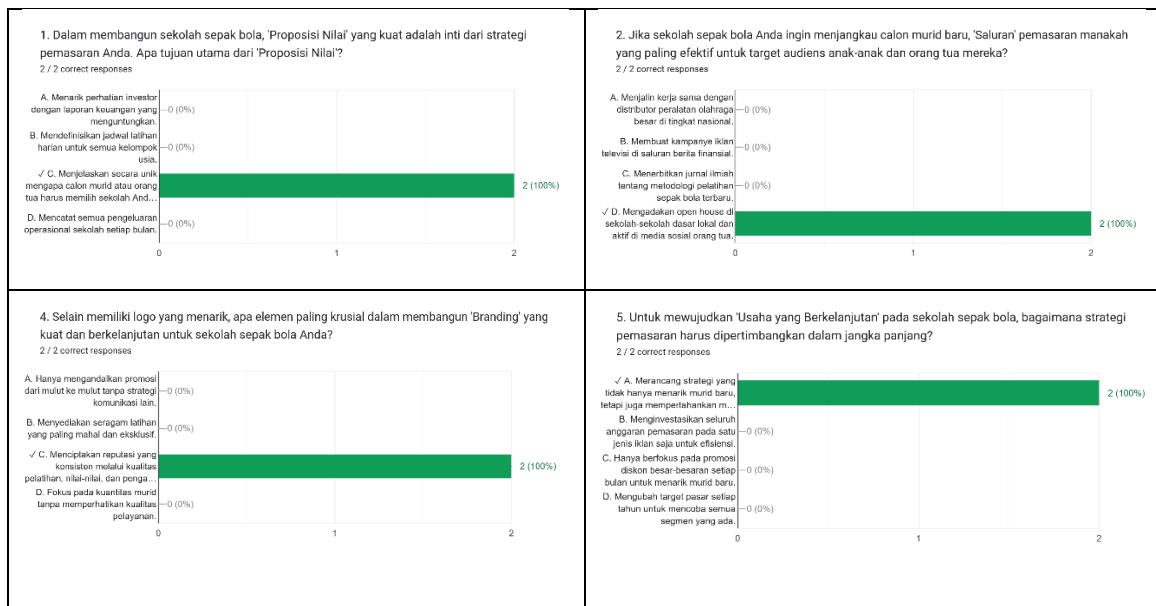 1. Dalam membangun sekolah sepak bola, 'Proposisi Nilai' yang kuat adalah inti dari strategi
pemasaran Anda. Apa tujuan utama dari 'Proposisi Nilai'?
2 / 2 correct responses
A. Menarik perhatian investor
dengan laporan keuangan yang
menguntungkan.
0 (0%)
B. Mendefinisikan jadwal latihan
harian untuk semua kelompok
usia.
0 (0%)
✓ C. Menjelaskan secara unik
mengapa calon murid atau orang
tua harus memilih sekolah And...
2 (100%)
D. Mencatat semua pengeluaran
operasional sekolah setiap bulan.
0 (0%)
0 1 2
2. Jika sekolah sepak bola Anda ingin menjangkau calon murid baru, 'Saluran' pemasaran manakah
yang paling efektif untuk target audiens anak-anak dan orang tua mereka?
2 / 2 correct responses
A. Menjalin kerja sama dengan
distributor peralatan olahraga
besar di tingkat nasional.
0 (0%)
B. Membuat kampanye iklan
televisi di saluran berita finansial.
0 (0%)
C. Menerbitkan jurnal ilmiah
tentang metodologi pelatihan
sepak bola terbaru.
0 (0%)
✓ D. Mengadakan open house di
sekolah-sekolah dasar lokal dan
aktif di media sosial orang tua.
2 (100%)
0 1 2
4. Selain memiliki logo yang menarik, apa elemen paling krusial dalam membangun 'Branding' yang
kuat dan berkelanjutan untuk sekolah sepak bola Anda?
2 / 2 correct responses
A. Hanya mengandalkan promosi
dari mulut ke mulut tanpa strategi
komunikasi lain.
0 (0%)
B. Menyediakan seragam latihan
yang paling mahal dan eksklusif.
0 (0%)
✓ C. Menciptakan reputasi yang
konsisten melalui kualitas
pelatihan, nilai-nilai, dan penga...
2 (100%)
D. Fokus pada kuantitas murid
tanpa memperhatikan kualitas
pelayanan.
0 (0%)
0 1 2
5. Untuk mewujudkan 'Usaha yang Berkelanjutan' pada sekolah sepak bola, bagaimana strategi
pemasaran harus dipertimbangkan dalam jangka panjang?
2 / 2 correct responses
✓ A. Merancang strategi yang
tidak hanya menarik murid baru,
tetapi juga mempertahankan m...
2 (100%)
B. Menginvestasikan seluruh
anggaran pemasaran pada satu
jenis iklan saja untuk efisiensi.
0 (0%)
C. Hanya berfokus pada promosi
diskon besar-besaran setiap
bulan untuk menarik murid baru.
0 (0%)
D. Mengubah target pasar setiap
tahun untuk mencoba semua
segmen yang ada.
0 (0%)
0 1 2